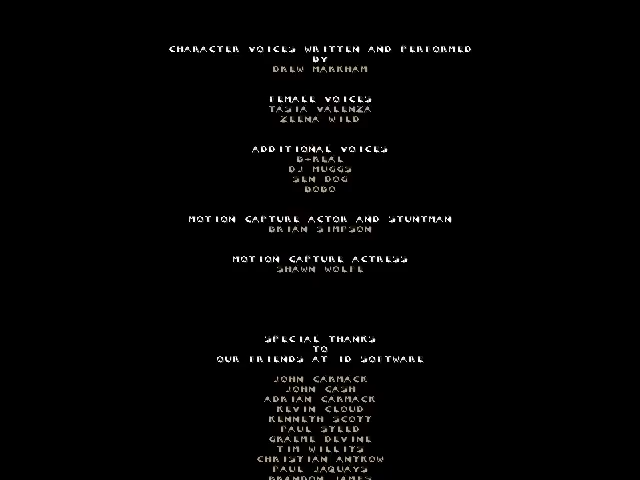 CHARACTER VOICES WRITTEN AND PERFORMED
BY
DREW MARKHAM
FEMALE VOICES
TASIA VALENZA
ZEENA WILD
ADDITIONAL VOICES
B-REAL
DJ MUGGS
SEN DOG
BOBO
MOTION CAPTURE ACTOR AND STUNTMAN
BRIAN SIMPSON
MOTION CAPTURE ACTRESS
SHAWN WOLFE
SPECIAL THANKS
TO
OUR FRIENDS AT ID SOFTWARE
JOHN CARMACK
JOHN CASH
ADRIAN CARMACK
KEVIN CLOUD
KENNETH SCOTT
PAUL STEED
GRAEME DEVINE
TIM WILLITS
CHRISTIAN ANTKOW
PAUL JAQUAYS
BRANDON JAMES